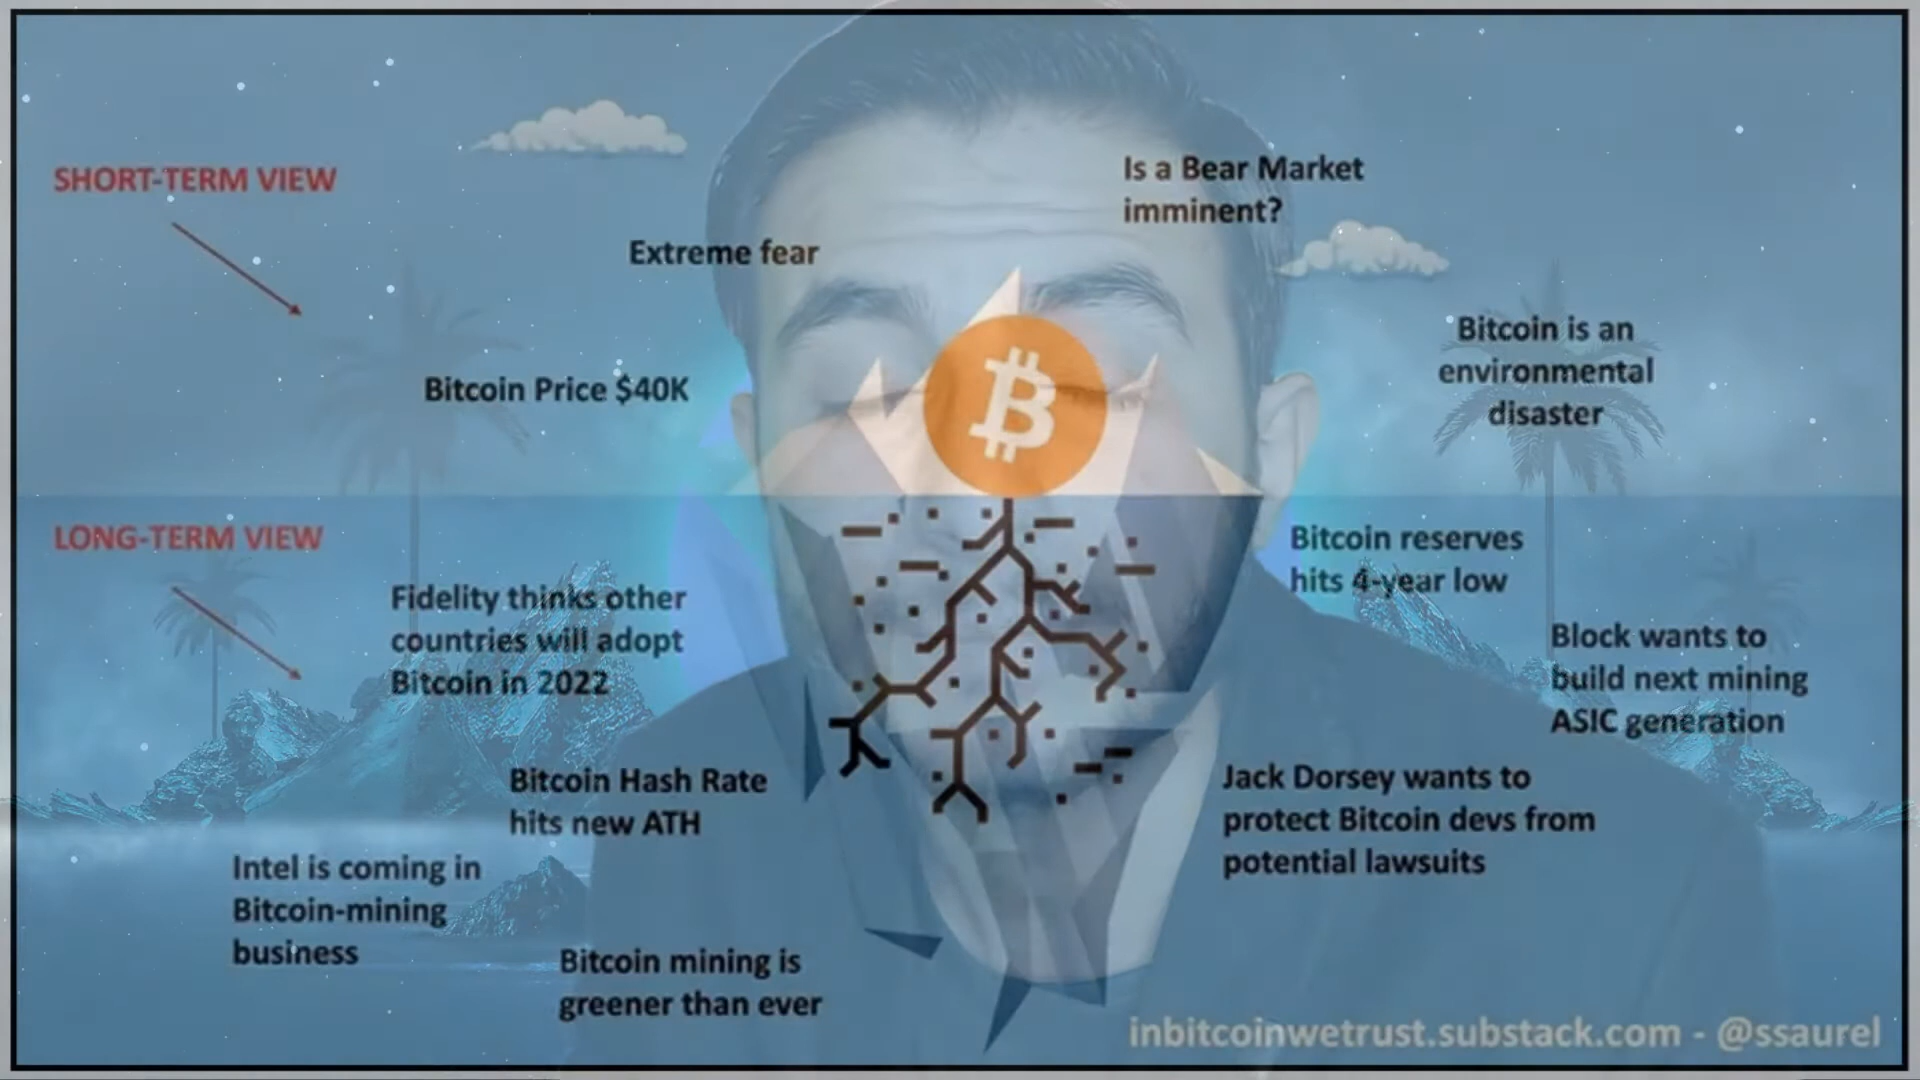 SHORT-TERM VIEW
Is a Bear Market
imminent?
Extreme fear
Bitcoin is an
environmental
disaster
Bitcoin Price $40K
LONG-TERM VIEW
Bitcoin reserves
hits 4-year low
Fidelity thinks other
countries will adopt
Bitcoin in 2022
Block wants to
build next mining
ASIC generation
Bitcoin Hash Rate
hits new ATH
Jack Dorsey wants to
protect Bitcoin devs from
potential lawsuits
Intel is coming in
Bitcoin-mining
business
Bitcoin mining is
greener than ever
inbitcoinwetrust.substack.com - @ssaurel